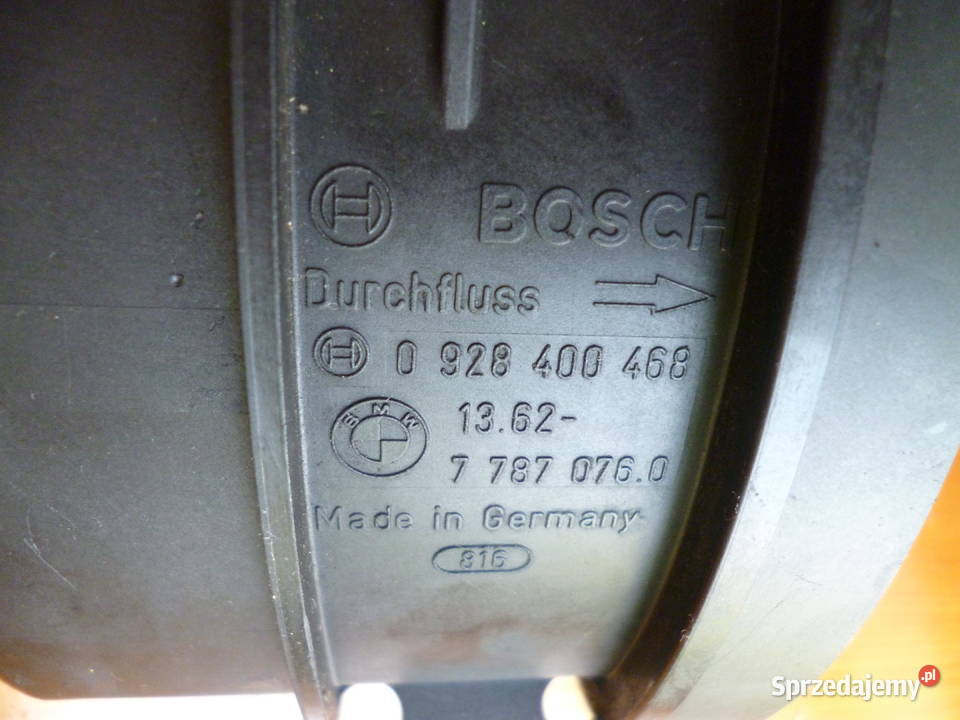 BOSCH
Durchfluss
0 928 400 468
BMW
13.62-
7 787 076.0
Made in Germany
816
Sprzedajemy.pl